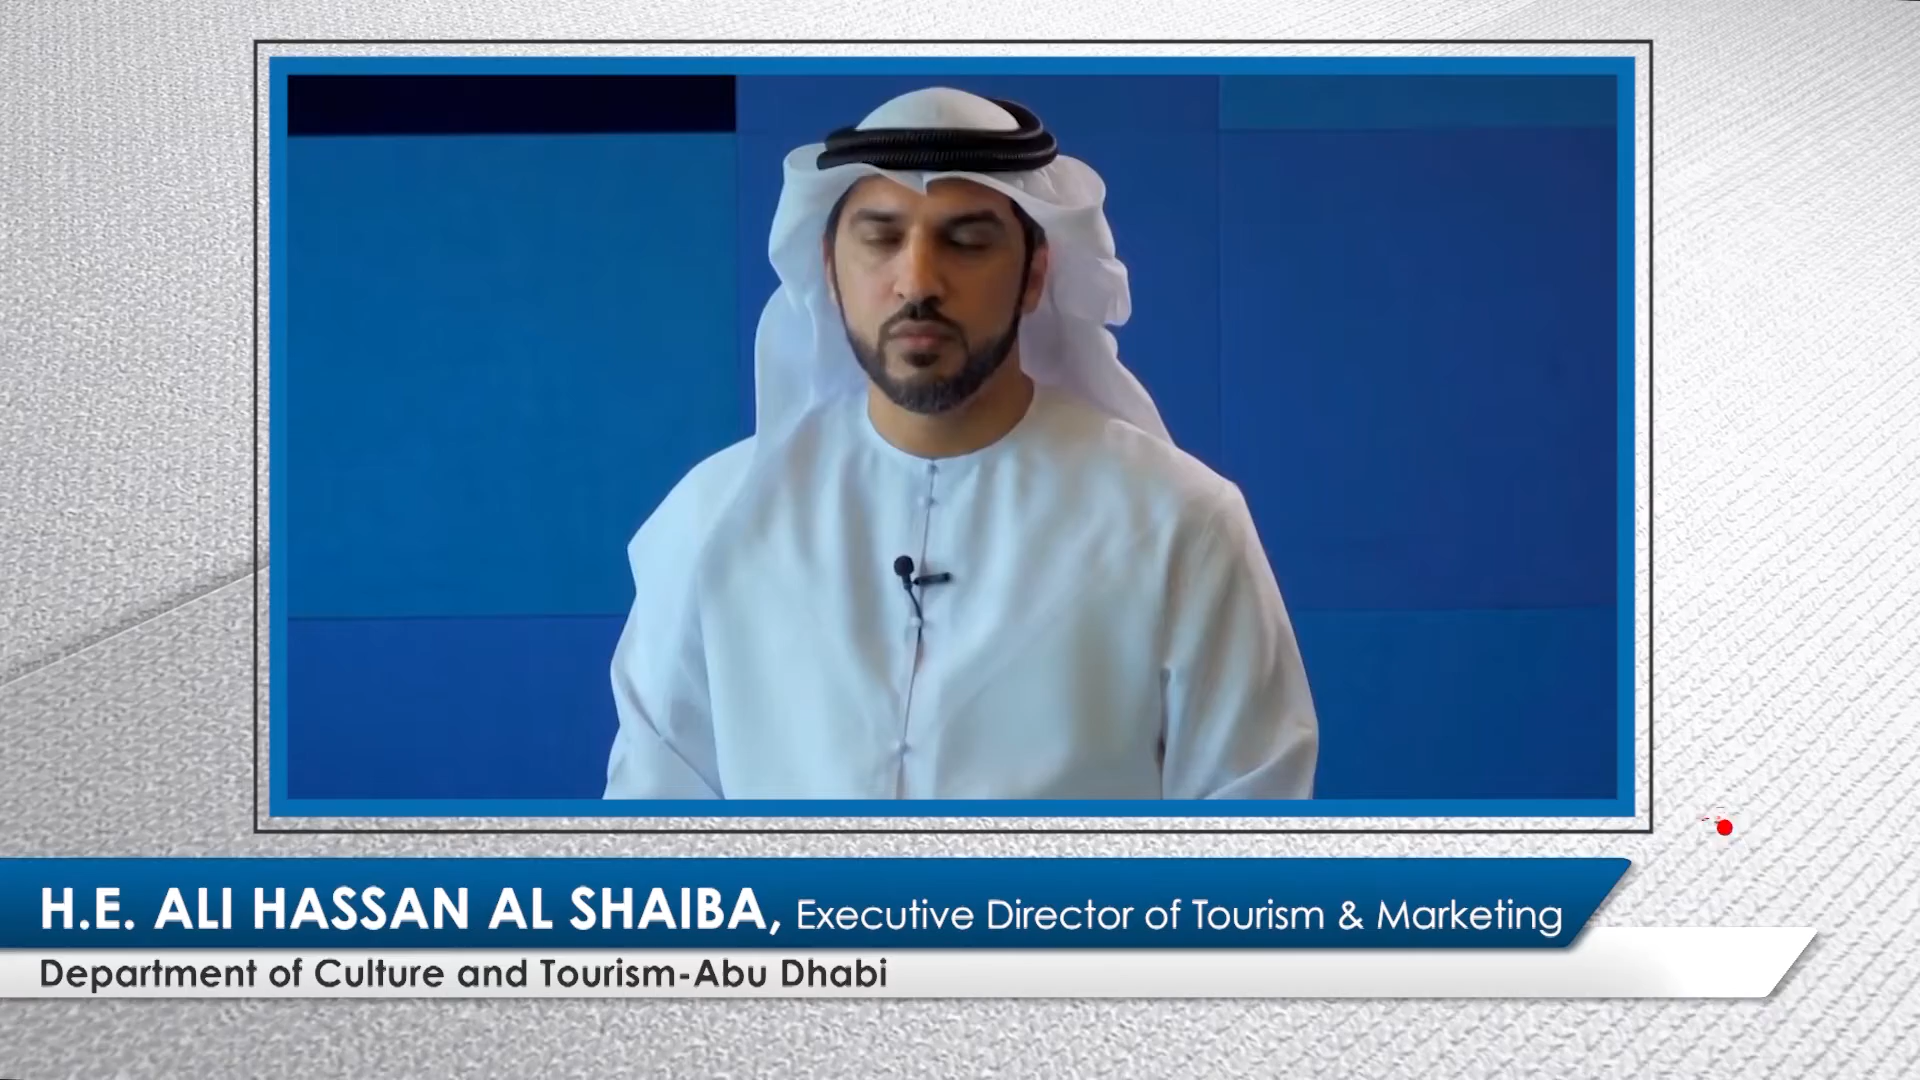 H.E. ALI HASSAN AL SHAIBA, Executive Director of Tourism & Marketing
Department of Culture and Tourism-Abu Dhabi